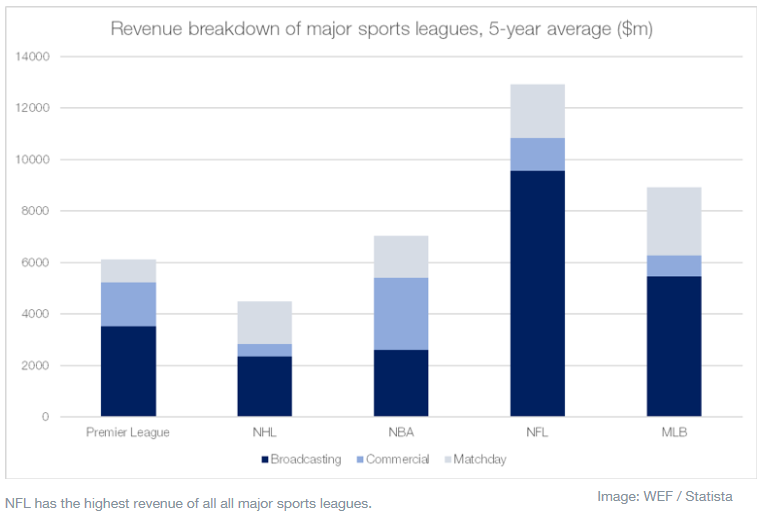 Revenue breakdown of major sports leagues, 5-year average ($m)
14000
12000
10000
8000
6000
4000
2000
0
Premier League NHL NBA NFL MLB
Broadcasting Commercial Matchday
NFL has the highest revenue of all all major sports leagues.
Image: WEF / Statista